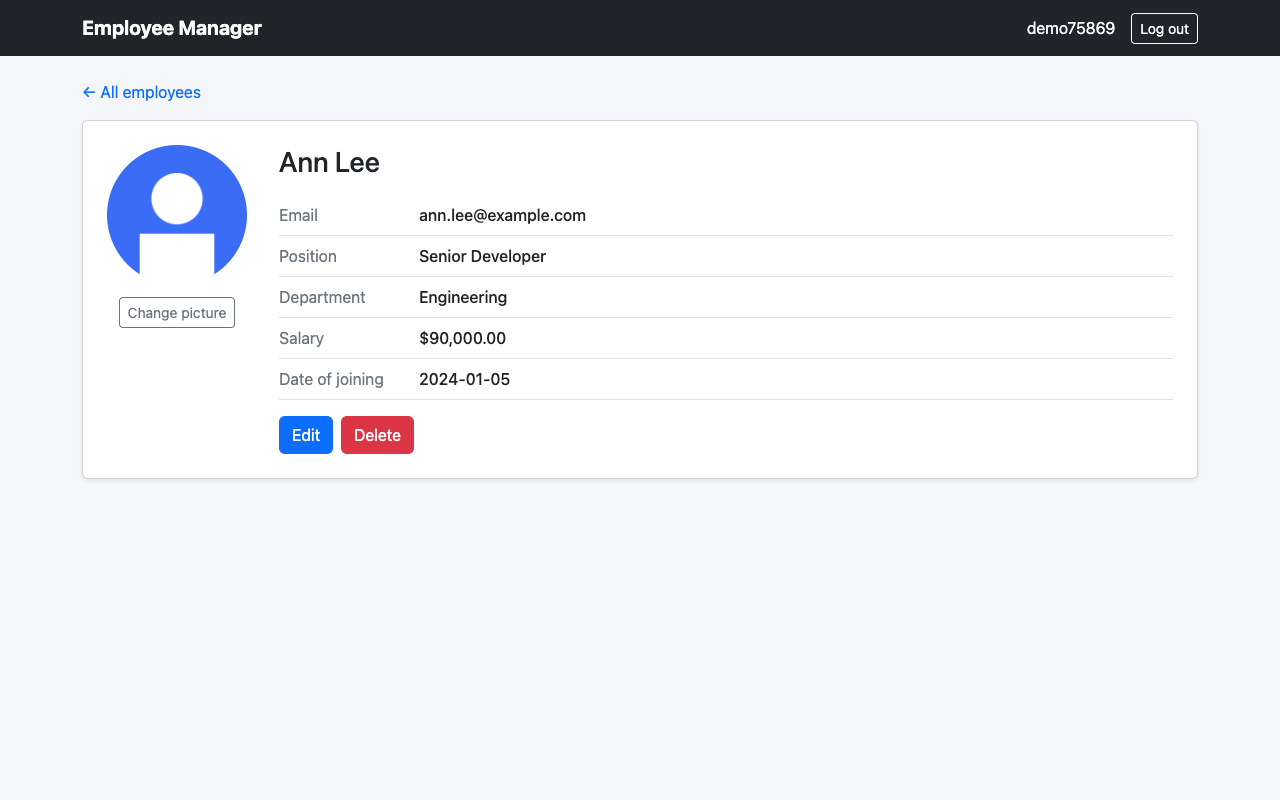 Employee Manager
demo75869
Log out
← All employees
Ann Lee
Email ann.lee@example.com
Position Senior Developer
Department Engineering
Salary $90,000.00
Date of joining 2024-01-05
Change picture
Edit
Delete